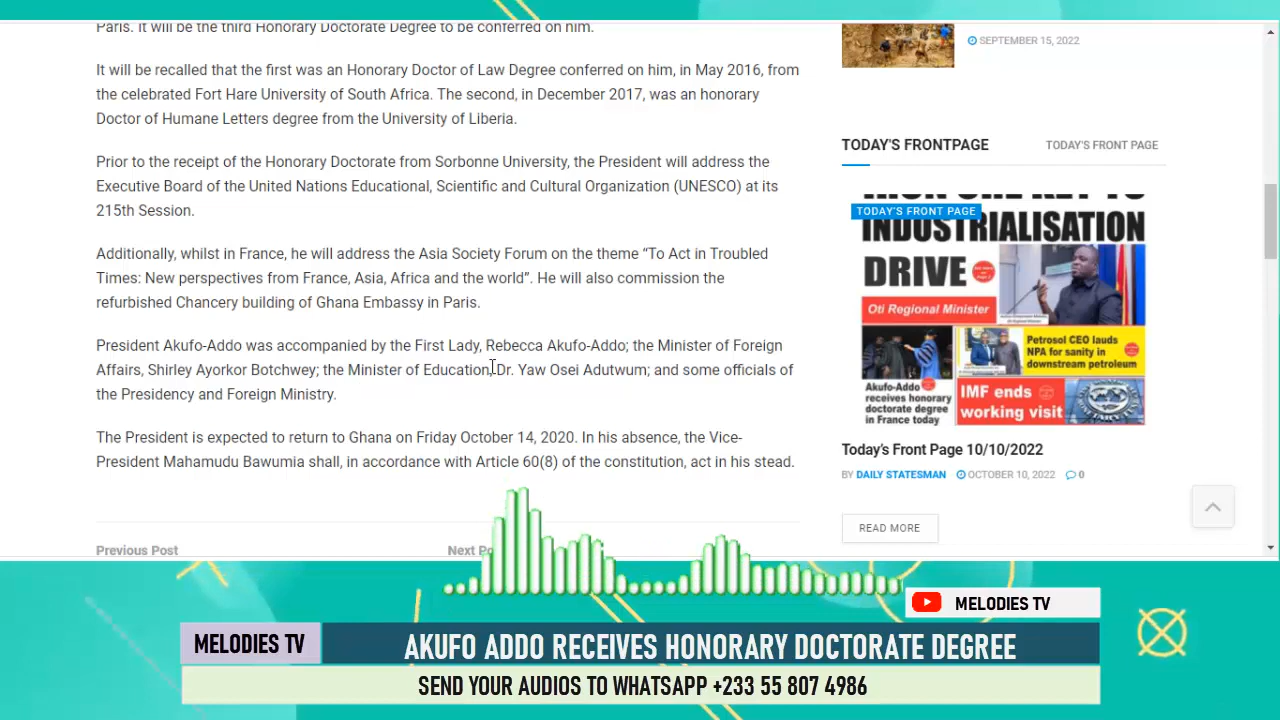 Paris. It will be the third Honorary Doctorate Degree to be conferred on him.
It will be recalled that the first was an Honorary Doctor of Law Degree conferred on him, in May 2016, from
the celebrated Fort Hare University of South Africa. The second, in December 2017, was an honorary
Doctor of Humane Letters degree from the University of Liberia.
Prior to the receipt of the Honorary Doctorate from Sorbonne University, the President will address the
Executive Board of the United Nations Educational, Scientific and Cultural Organization (UNESCO) at its
215th Session.
Additionally, whilst in France, he will address the Asia Society Forum on the theme “To Act in Troubled
Times: New perspectives from France, Asia, Africa and the world”. He will also commission the
refurbished Chancery building of Ghana Embassy in Paris.
President Akufo-Addo was accompanied by the First Lady, Rebecca Akufo-Addo; the Minister of Foreign
Affairs, Shirley Ayorkor Botchwey; the Minister of Education, Dr. Yaw Osei Adutwum; and some officials of
the Presidency and Foreign Ministry.
The President is expected to return to Ghana on Friday October 14, 2020. In his absence, the Vice-
President Mahamudu Bawumia shall, in accordance with Article 60(8) of the constitution, act in his stead.
Previous Post
Next Po
SEPTEMBER 15, 2022
TODAY'S FRONTPAGE
TODAY'S FRONT PAGE
TODAY'S FRONT PAGE
INDUSTRIALISATION
DRIVE
Oti Regional Minister
Petrosol CEO lauds
NPA for sanity in
downstream petroleum
Akufo-Addo
receives honorary
doctorate degree
in France today
IMF ends
working visit
Today’s Front Page 10/10/2022
BY DAILY STATESMAN OCTOBER 10, 2022 0
READ MORE
MELODIES TV
MELODIES TV
AKUFO ADDO RECEIVES HONORARY DOCTORATE DEGREE
SEND YOUR AUDIOS TO WHATSAPP +233 55 807 4986